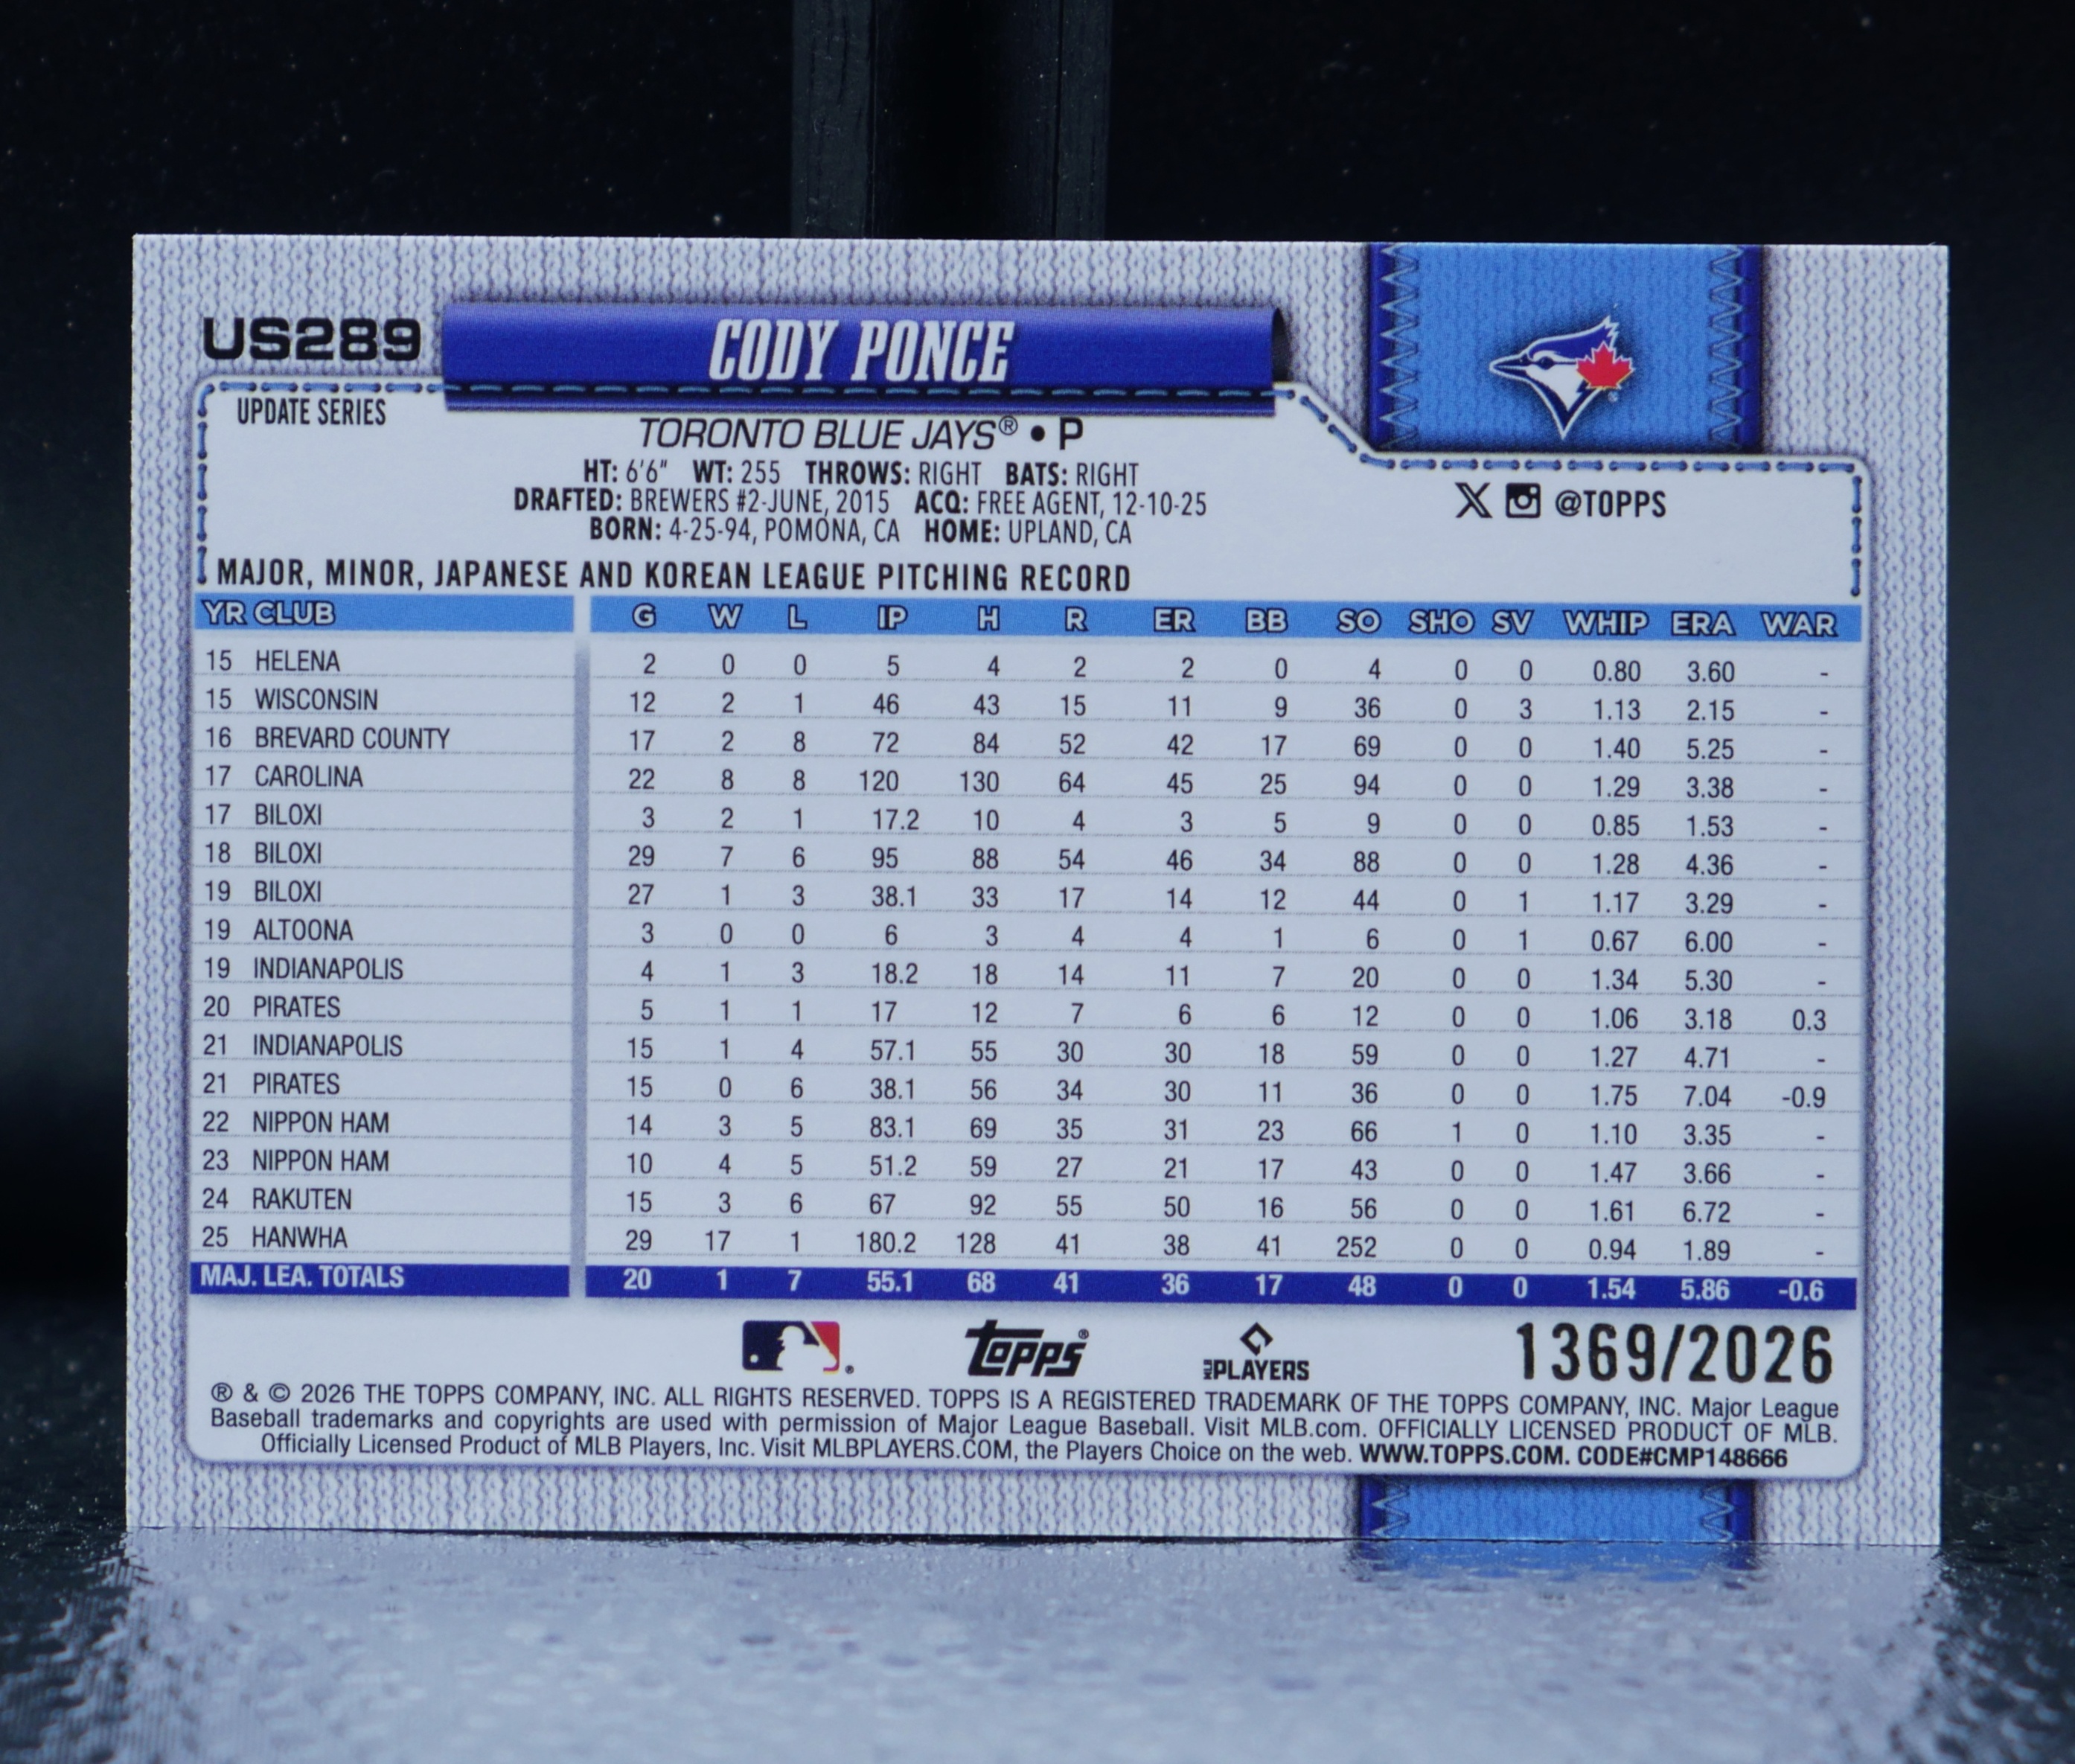 US289
CODY PONCE
UPDATE SERIES
TORONTO BLUE JAYS® • P
HT: 6'6" WT: 255 THROWS: RIGHT BATS: RIGHT
DRAFTED: BREWERS #2-JUNE, 2015 ACQ: FREE AGENT, 12-10-25
BORN: 4-25-94, POMONA, CA HOME: UPLAND, CA
@TOPPS
MAJOR, MINOR, JAPANESE AND KOREAN LEAGUE PITCHING RECORD
YR CLUB G W L IP H R ER BB SO SHO SV WHIP ERA WAR
15 HELENA 2 0 0 5 4 2 2 0 4 0 0 0.80 3.60 -
15 WISCONSIN 12 2 1 46 43 15 11 9 36 0 3 1.13 2.15 -
16 BREVARD COUNTY 17 2 8 72 84 52 42 17 69 0 0 1.40 5.25 -
17 CAROLINA 22 8 8 120 130 64 45 25 94 0 0 1.29 3.38 -
17 BILOXI 3 2 1 17.2 10 4 3 5 9 0 0 0.85 1.53 -
18 BILOXI 29 7 6 95 88 54 46 34 88 0 0 1.28 4.36 -
19 BILOXI 27 1 3 38.1 33 17 14 12 44 0 1 1.17 3.29 -
19 ALTOONA 3 0 0 6 3 4 4 1 6 0 1 0.67 6.00 -
19 INDIANAPOLIS 4 1 3 18.2 18 14 11 7 20 0 0 1.34 5.30 -
20 PIRATES 5 1 1 17 12 7 6 6 12 0 0 1.06 3.18 0.3
21 INDIANAPOLIS 15 1 4 57.1 55 30 30 18 59 0 0 1.27 4.71 -
21 PIRATES 15 0 6 38.1 56 34 30 11 36 0 0 1.75 7.04 -0.9
22 NIPPON HAM 14 3 5 83.1 69 35 31 23 66 1 0 1.10 3.35 -
23 NIPPON HAM 10 4 5 51.2 59 27 21 17 43 0 0 1.47 3.66 -
24 RAKUTEN 15 3 6 67 92 55 50 16 56 0 0 1.61 6.72 -
25 HANWHA 29 17 1 180.2 128 41 38 41 252 0 0 0.94 1.89 -
MAJ. LEA. TOTALS 20 1 7 55.1 68 41 36 17 48 0 0 1.54 5.86 -0.6
Topps® MLB PLAYERS 1369/2026
® & © 2026 THE TOPPS COMPANY, INC. ALL RIGHTS RESERVED. TOPPS IS A REGISTERED TRADEMARK OF THE TOPPS COMPANY, INC. Major League
Baseball trademarks and copyrights are used with permission of Major League Baseball. Visit MLB.com. OFFICIALLY LICENSED PRODUCT OF MLB.
Officially Licensed Product of MLB Players, Inc. Visit MLBPLAYERS.COM, the Players Choice on the web. WWW.TOPPS.COM. CODE#CMP148666